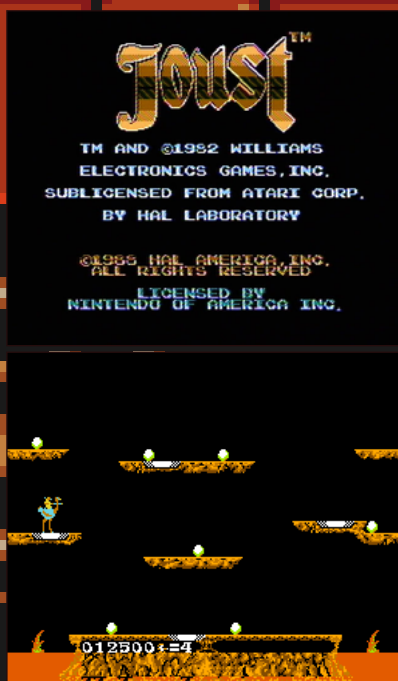 Joust TM
TM AND ©1982 WILLIAMS
ELECTRONICS GAMES,INC.
SUBLICENSED FROM ATARI CORP.
BY HAL LABORATORY
©1988 HAL AMERICA,INC.
ALL RIGHTS RESERVED
LICENSED BY
NINTENDO OF AMERICA INC.
012500 =4